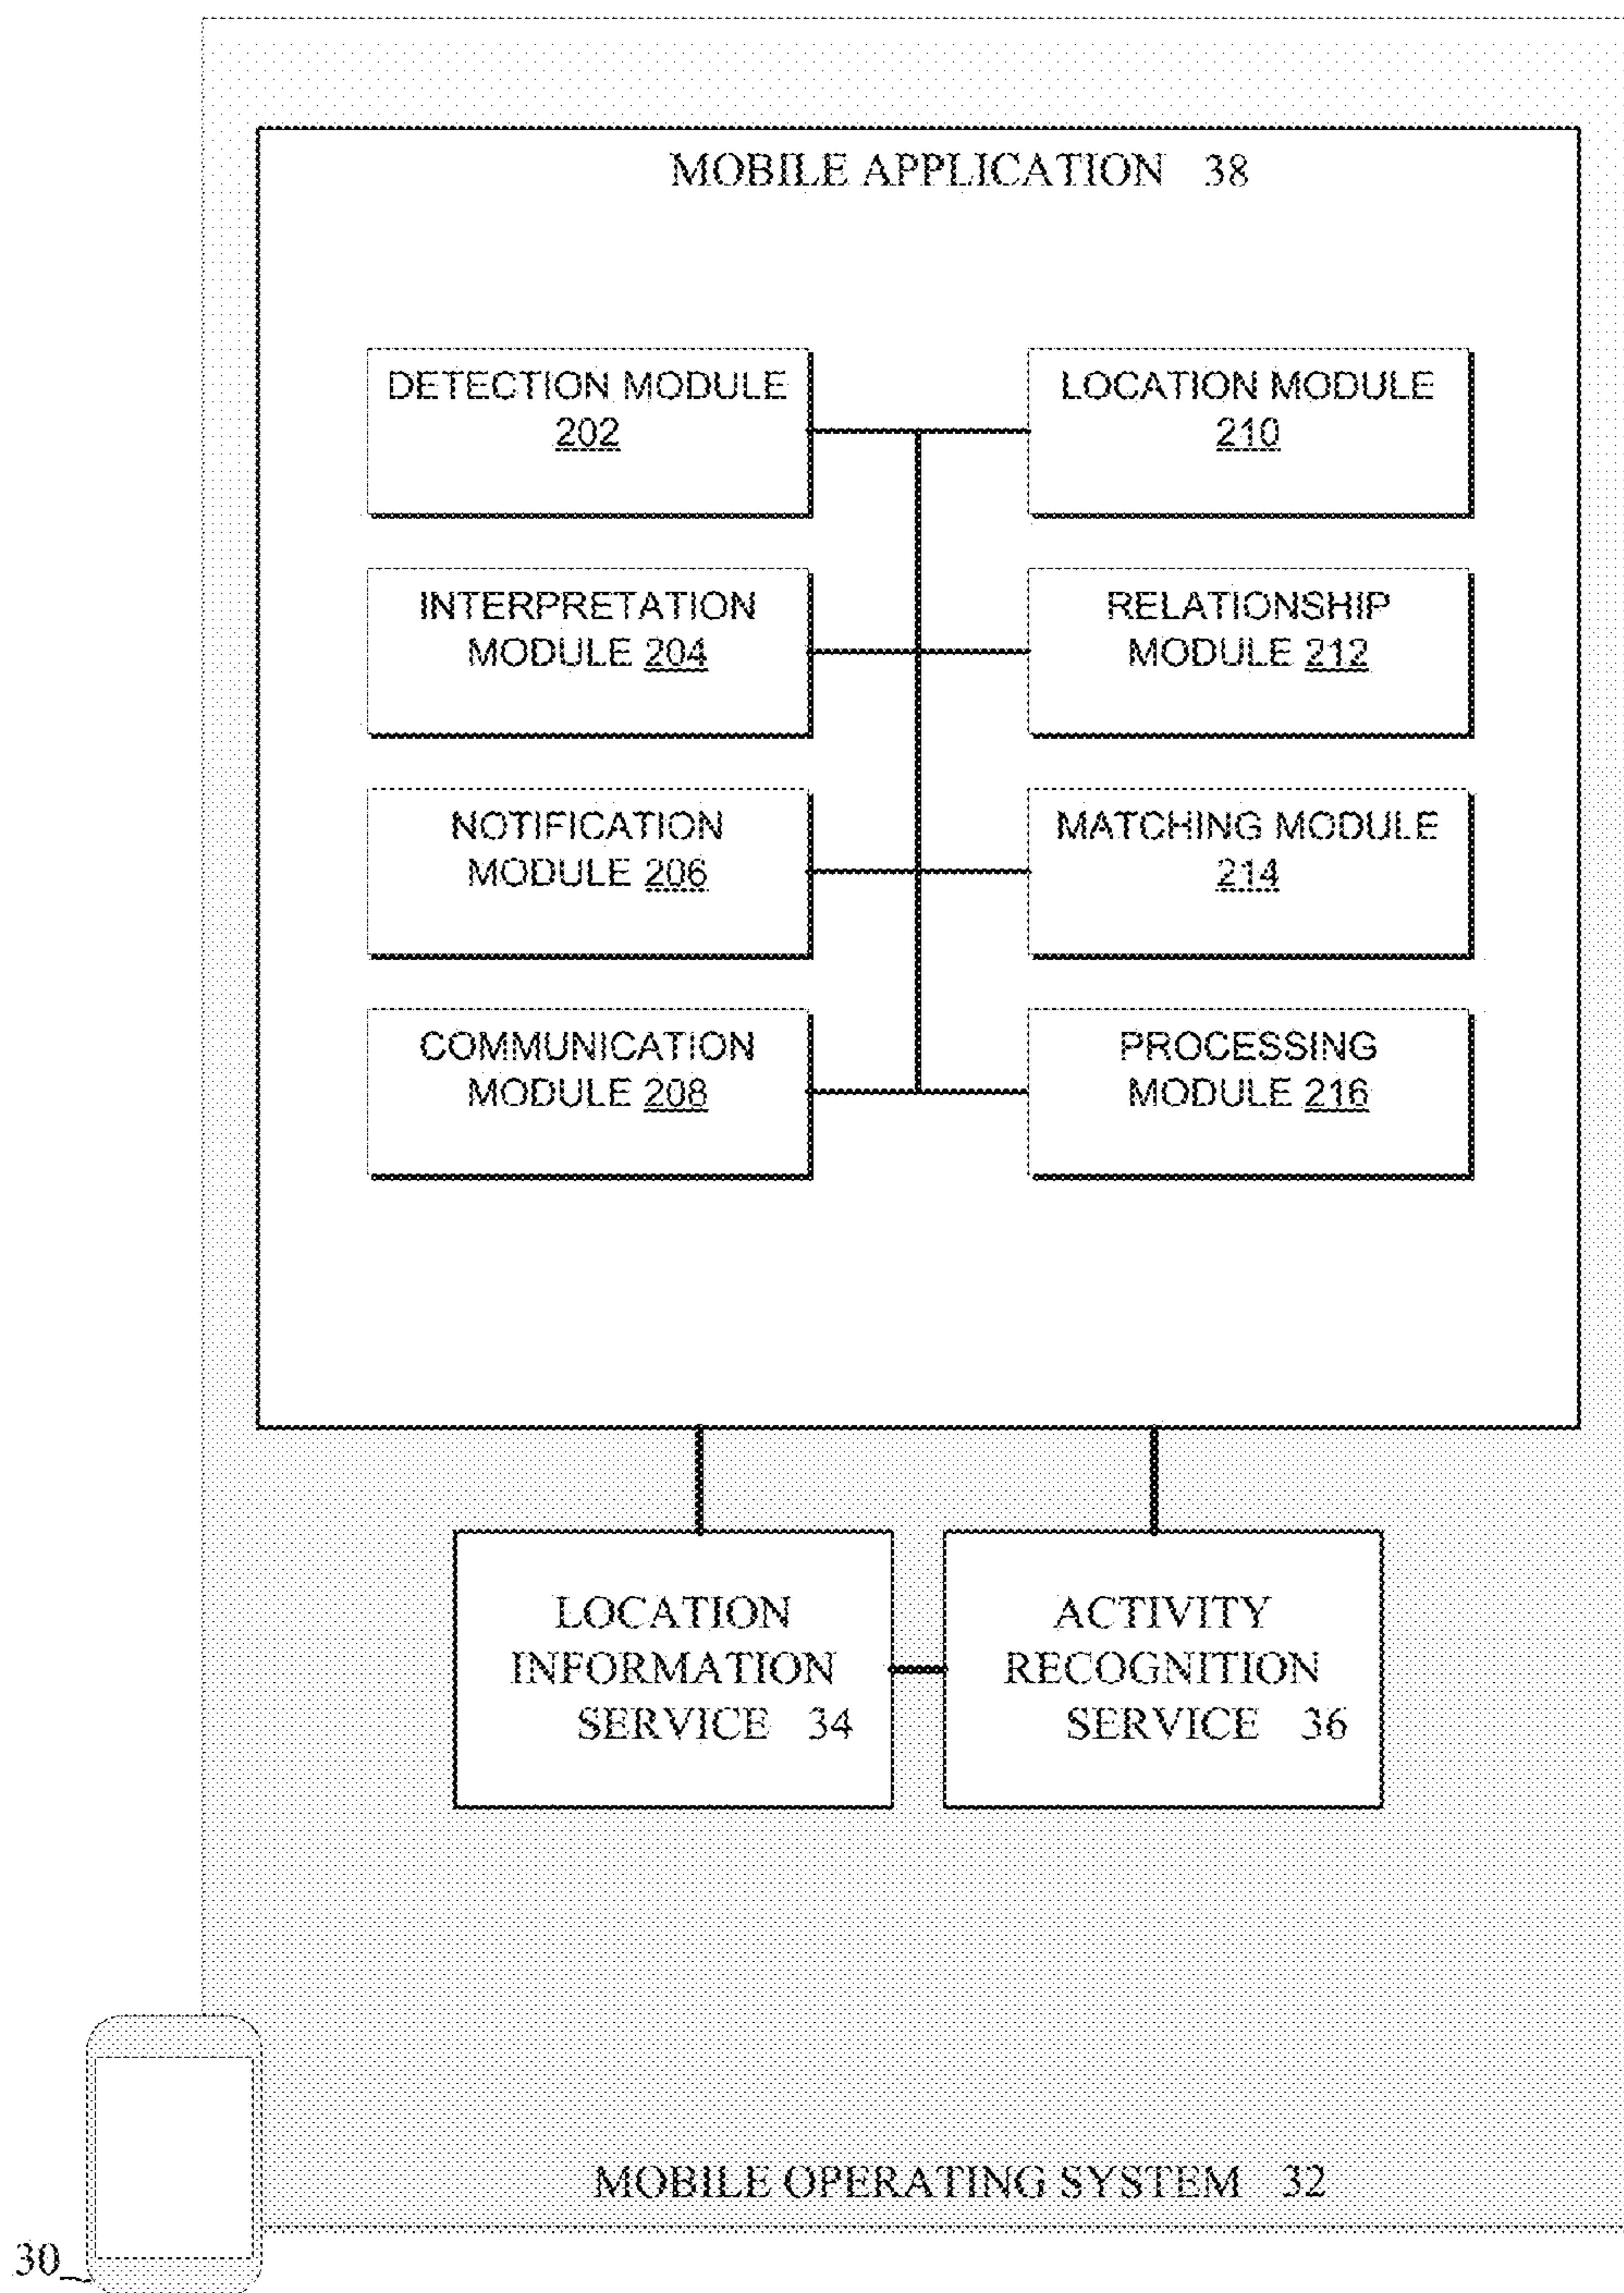 MOBILE APPLICATION 38
DETECTION MODULE
202
LOCATION MODULE
210
INTERPRETATION
MODULE 204
RELATIONSHIP
MODULE 212
NOTIFICATION
MODULE 206
MATCHING MODULE
214
COMMUNICATION
MODULE 208
PROCESSING
MODULE 216
LOCATION
INFORMATION
SERVICE 34
ACTIVITY
RECOGNITION
SERVICE 36
MOBILE OPERATING SYSTEM 32
30